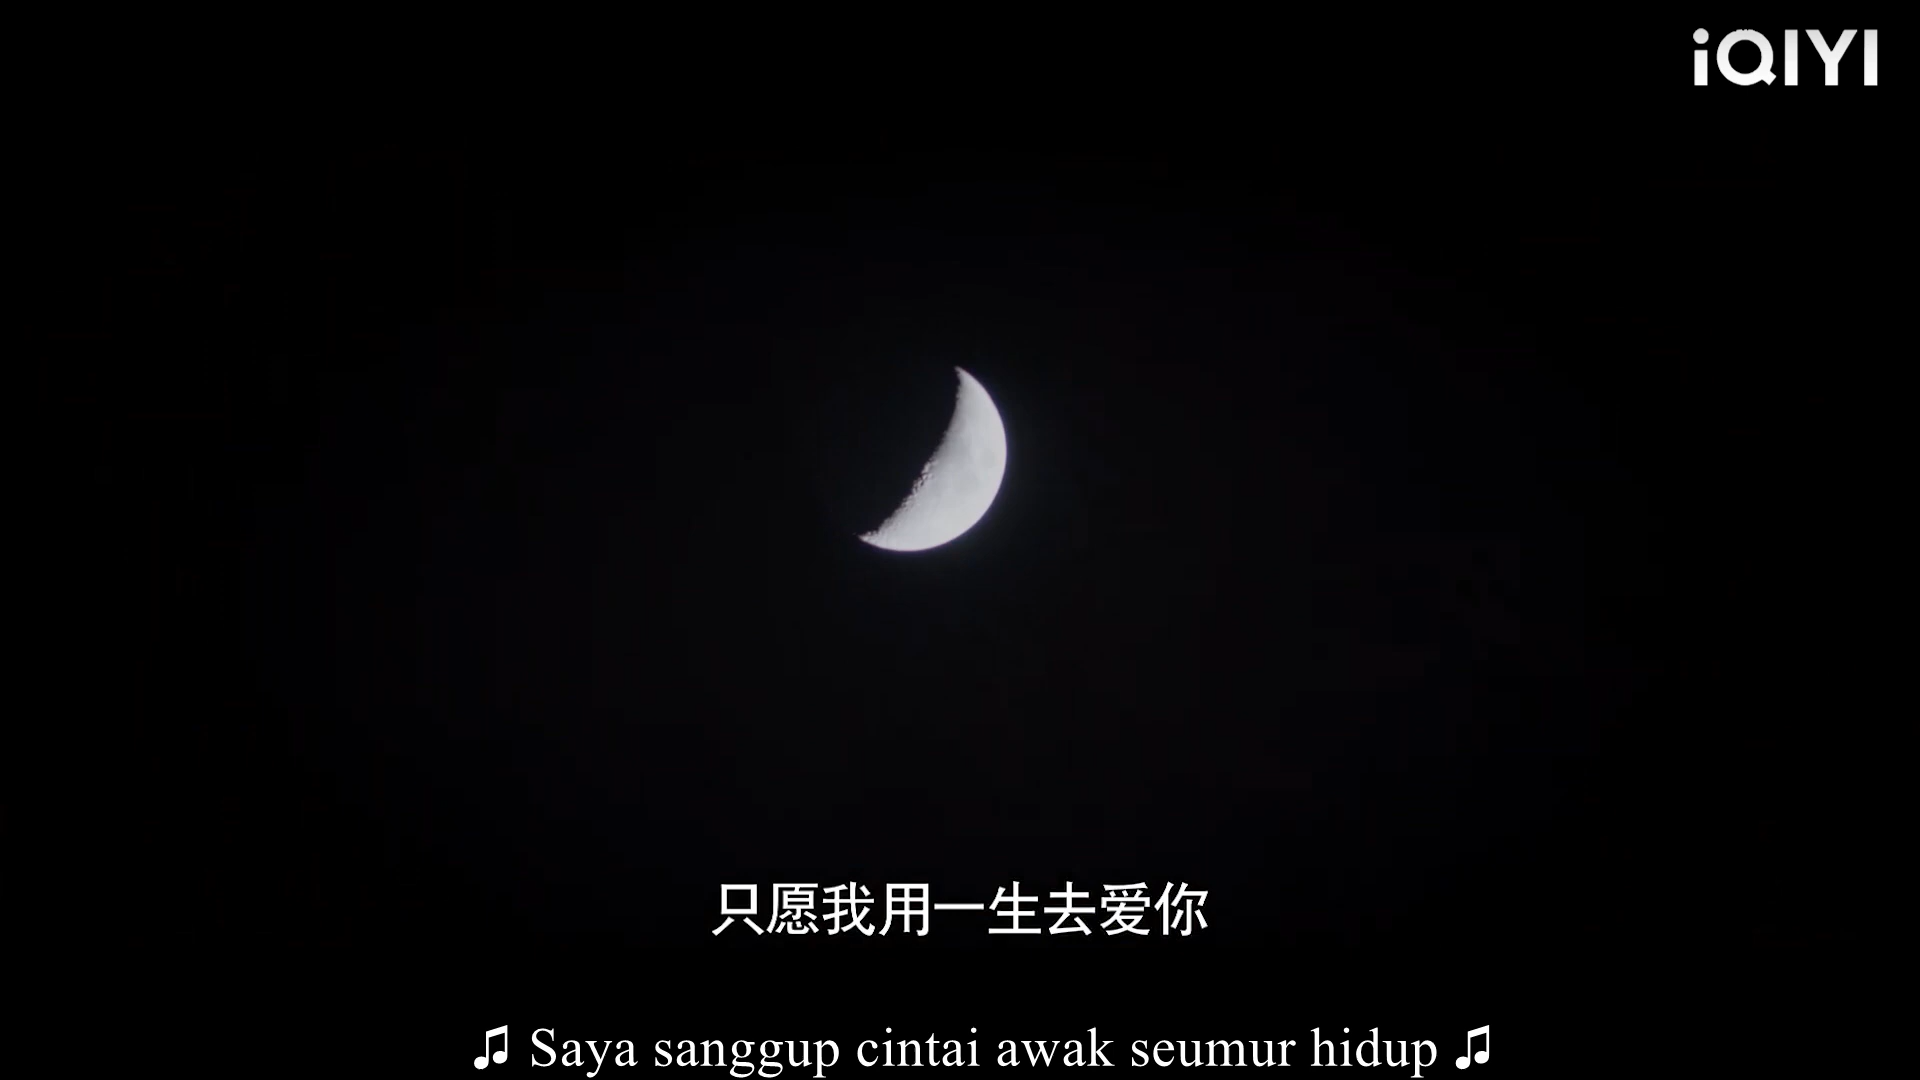 iQIYI
只愿我用一生去爱你
♫ Saya sanggup cintai awak seumur hidup ♫